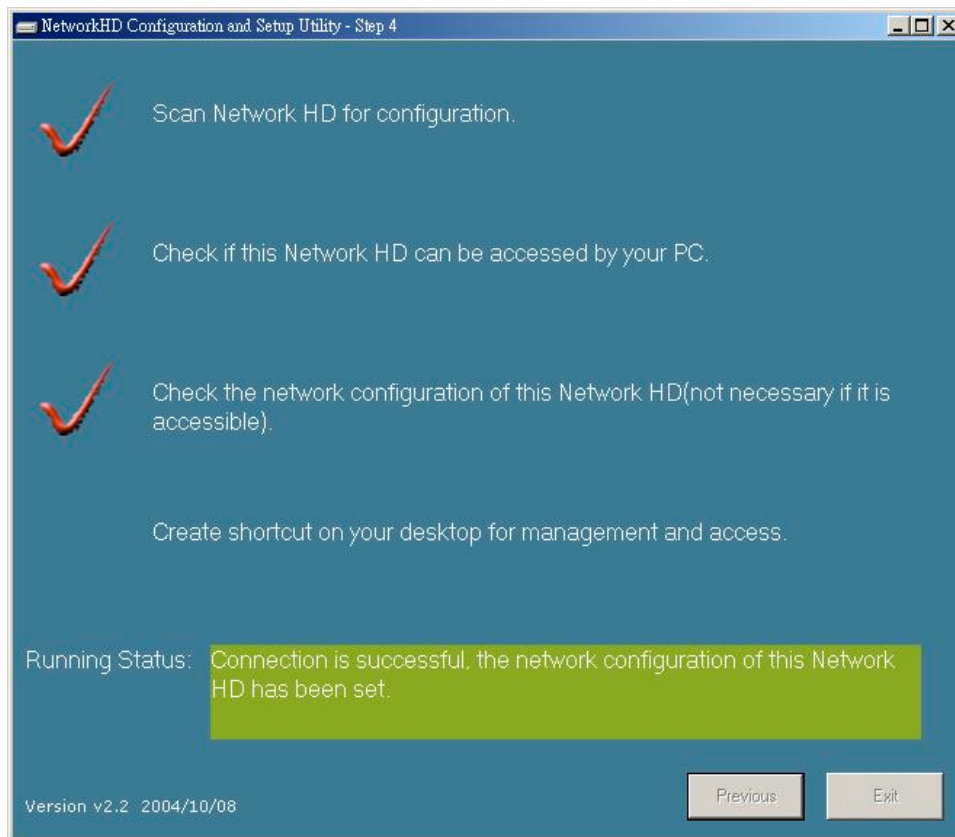 NetworkHD Configuration and Setup Utility - Step 4
Scan Network HD for configuration.
Check if this Network HD can be accessed by your PC.
Check the network configuration of this Network HD(not necessary if it is
accessible).
Create shortcut on your desktop for management and access.
Running Status:
Connection is successful, the network configuration of this Network
HD has been set.
Version v2.2 2004/10/08
Previous
Exit